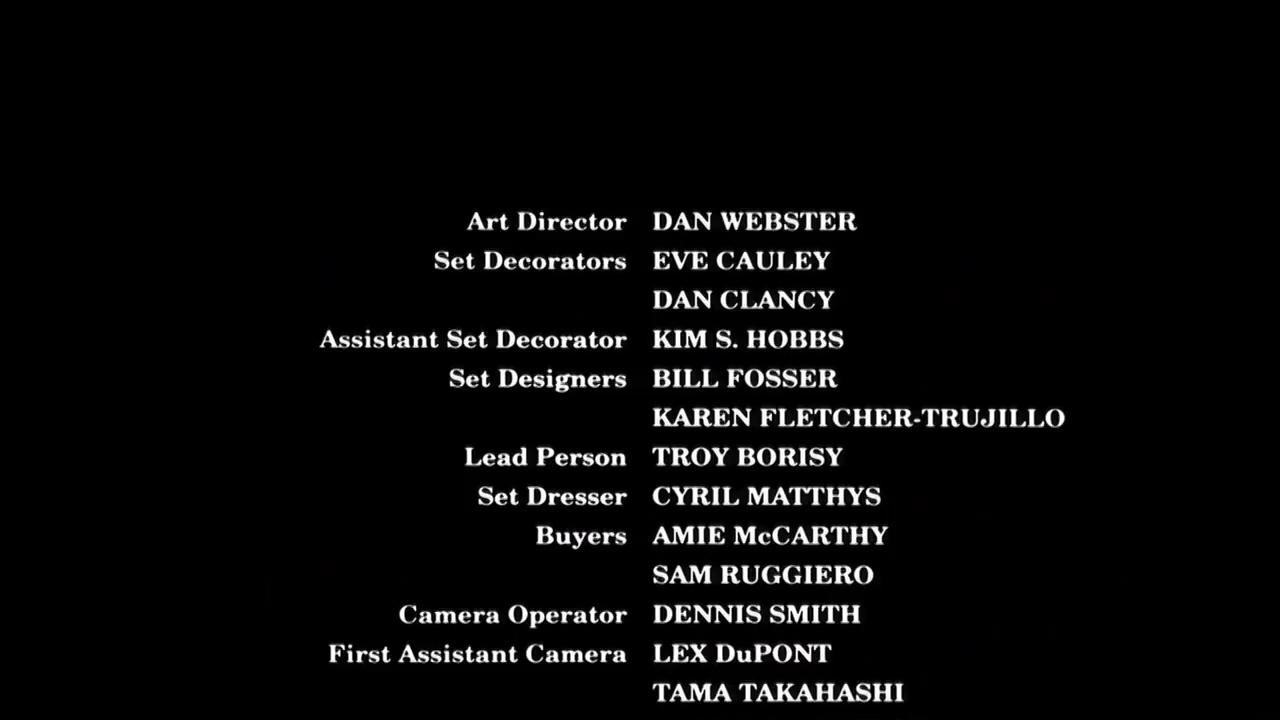 Art Director DAN WEBSTER
Set Decorators EVE CAULEY
DAN CLANCY
Assistant Set Decorator KIM S. HOBBS
Set Designers BILL FOSSER
KAREN FLETCHER-TRUJILLO
Lead Person TROY BORISY
Set Dresser CYRIL MATTHYS
Buyers AMIE McCARTHY
SAM RUGGIERO
Camera Operator DENNIS SMITH
First Assistant Camera LEX DuPONT
TAMA TAKAHASHI